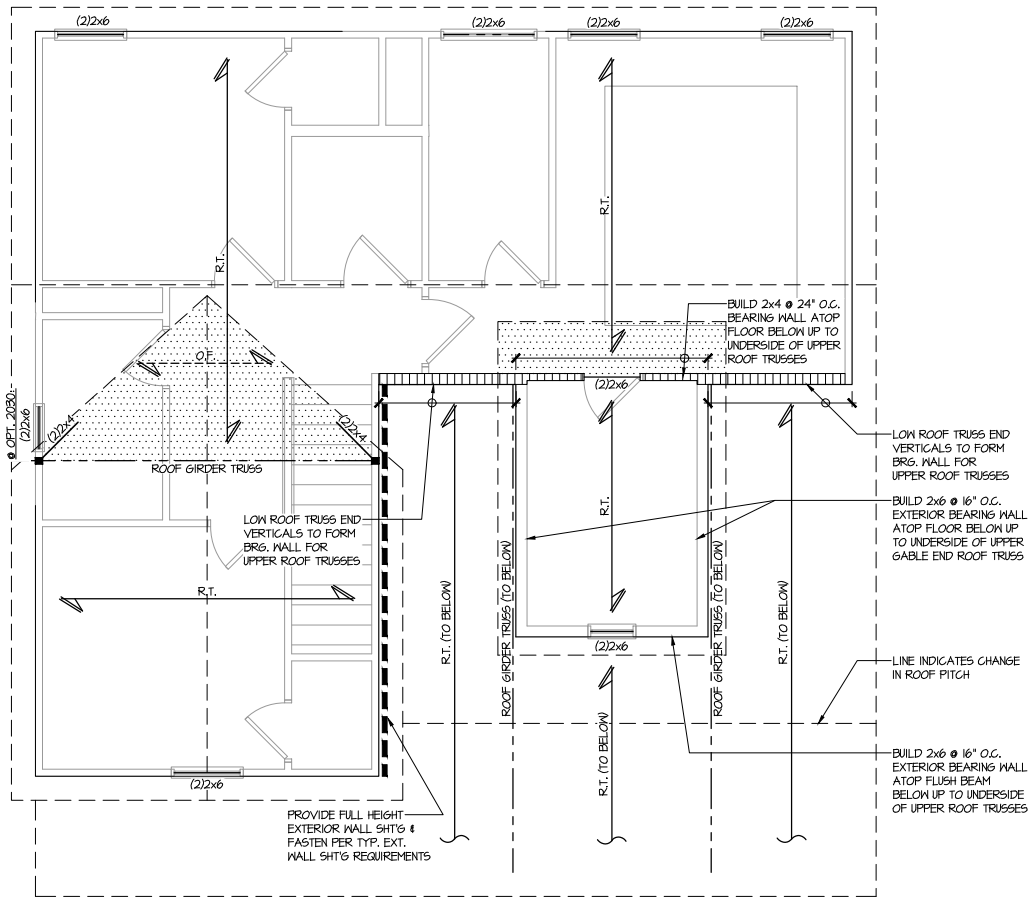 (2)2x6
(2)2x6
(2)2x6
(2)2x6
R.T.
R.T.
BUILD 2x4 @ 24" O.C.
BEARING WALL ATOP
FLOOR BELOW UP TO
UNDERSIDE OF UPPER
ROOF TRUSSES
O.F.
(2)2x6
@ OPT. 2030:
(2)2x6
(2)2x4
(2)2x4
ROOF GIRDER TRUSS
LOW ROOF TRUSS END
VERTICALS TO FORM
BRG. WALL FOR
UPPER ROOF TRUSSES
LOW ROOF TRUSS END
VERTICALS TO FORM
BRG. WALL FOR
UPPER ROOF TRUSSES
R.T.
BUILD 2x6 @ 16" O.C.
EXTERIOR BEARING WALL
ATOP FLOOR BELOW UP
TO UNDERSIDE OF UPPER
GABLE END ROOF TRUSS
R.T.
R.T. (TO BELOW)
ROOF GIRDER TRUSS (TO BELOW)
ROOF GIRDER TRUSS (TO BELOW)
R.T. (TO BELOW)
(2)2x6
LINE INDICATES CHANGE
IN ROOF PITCH
R.T. (TO BELOW)
BUILD 2x6 @ 16" O.C.
EXTERIOR BEARING WALL
ATOP FLUSH BEAM
BELOW UP TO UNDERSIDE
OF UPPER ROOF TRUSSES
(2)2x6
PROVIDE FULL HEIGHT
EXTERIOR WALL SHT'G &
FASTEN PER TYP. EXT.
WALL SHT'G REQUIREMENTS